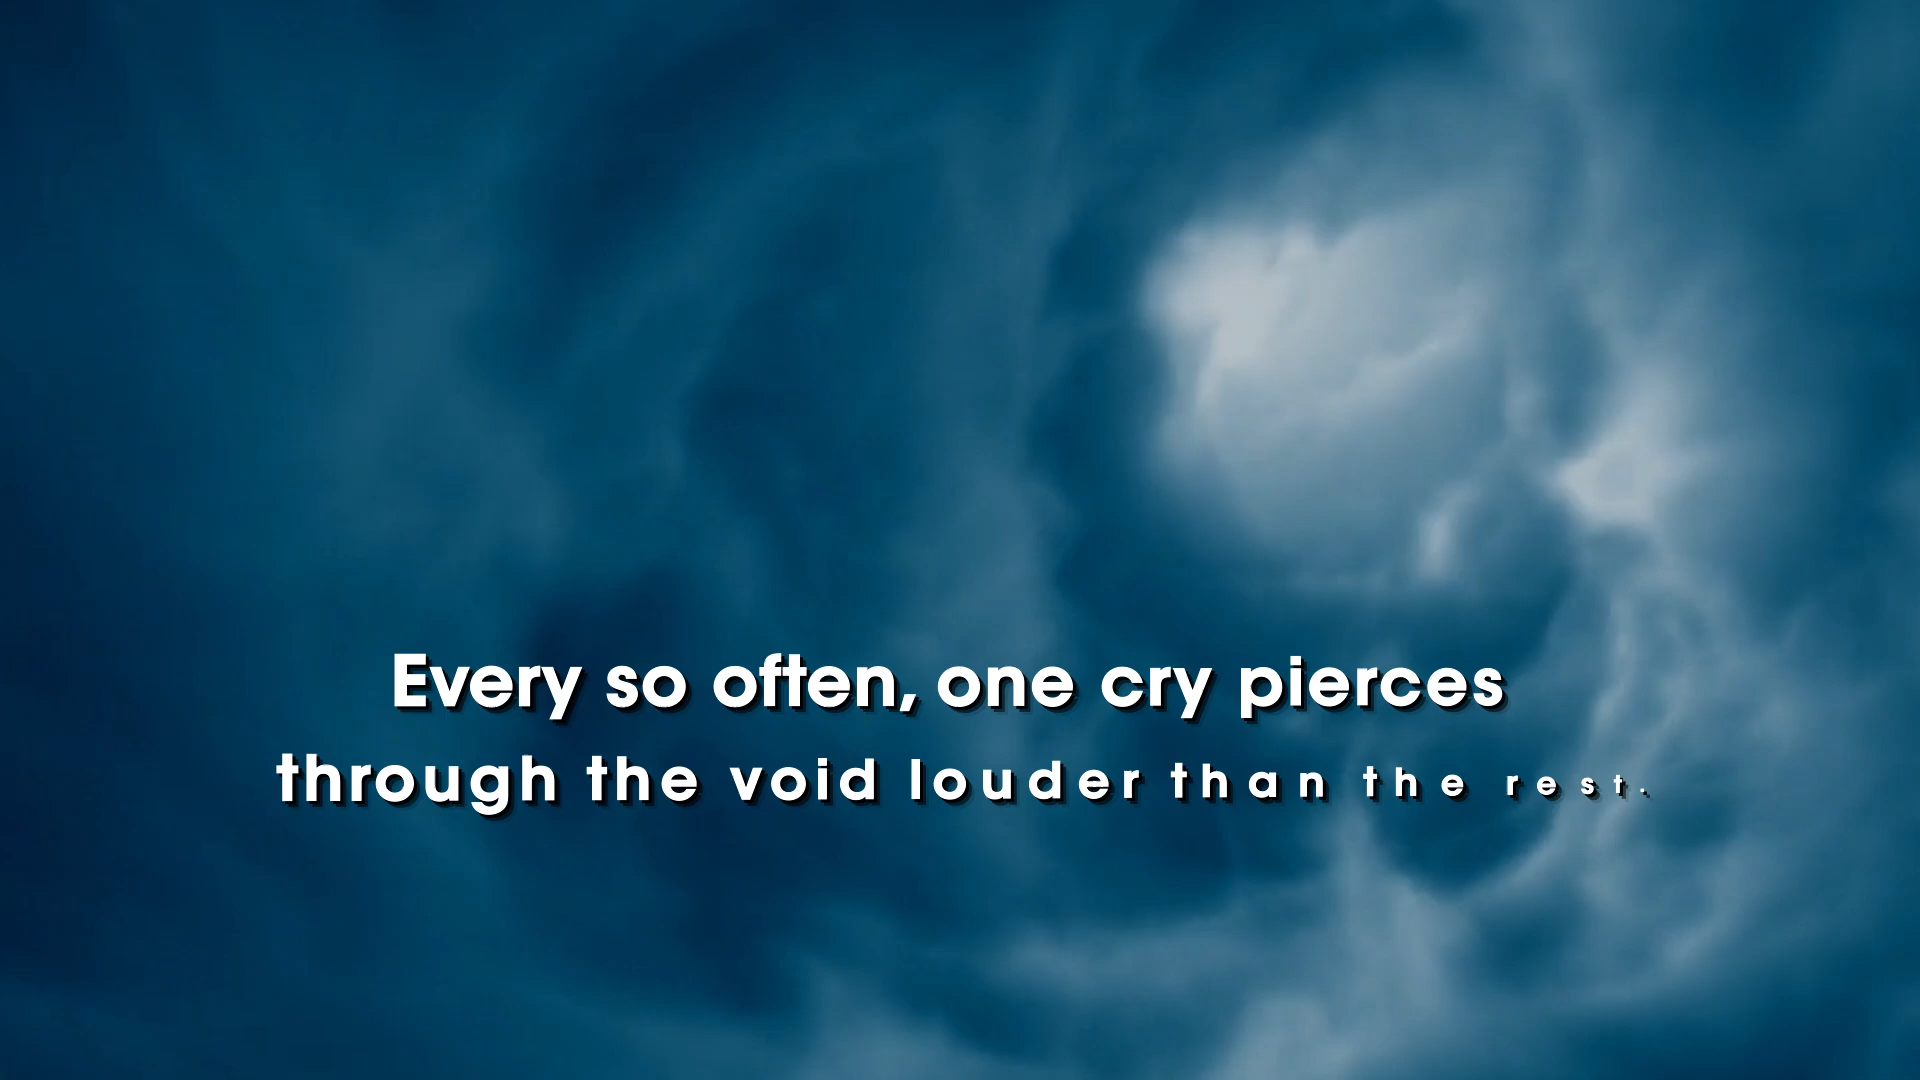 Every so often, one cry pierces
through the void louder than the rest.